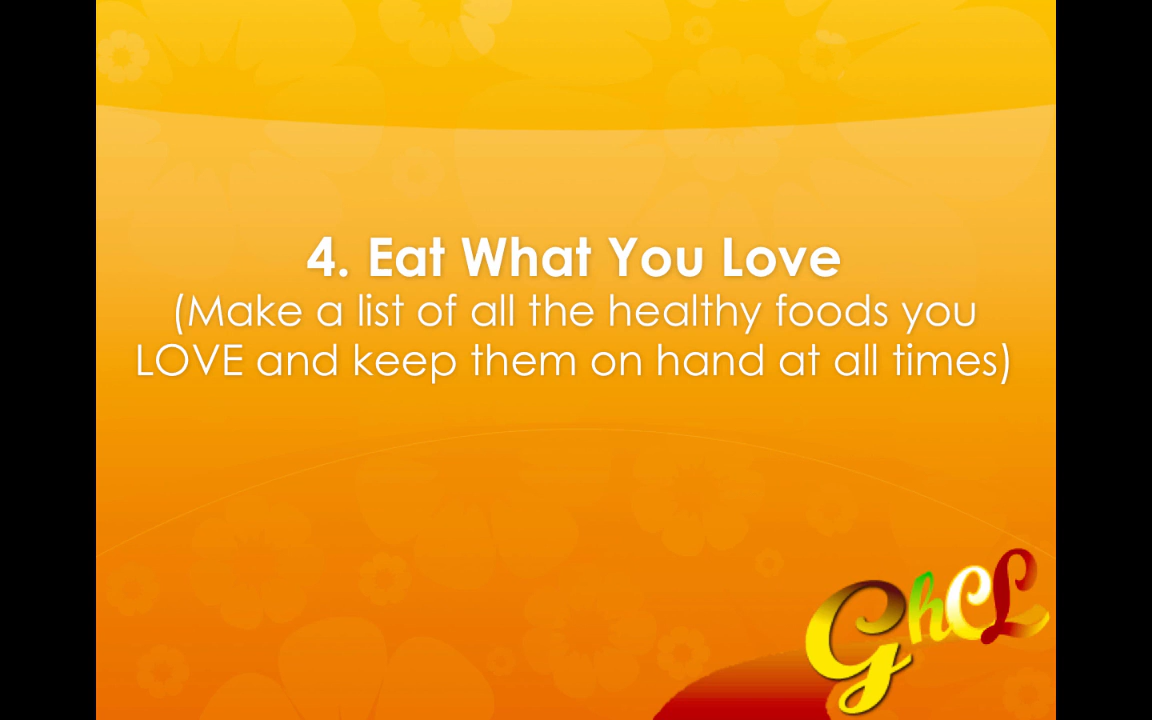 4. Eat What You Love
(Make a list of all the healthy foods you
LOVE and keep them on hand at all times)
GhCL